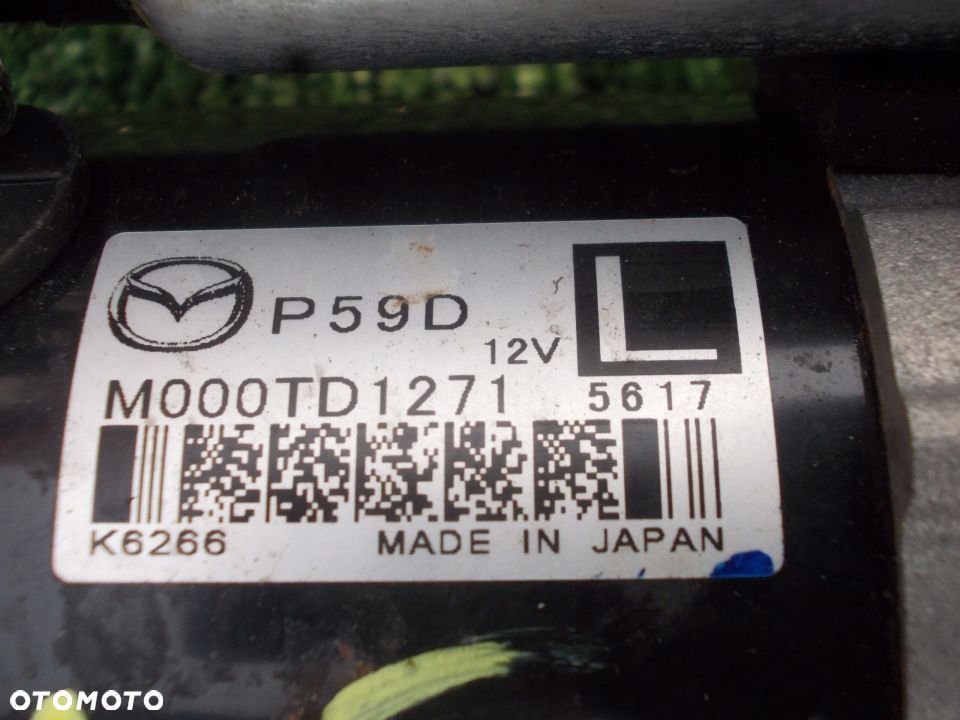 P59D
L
12V
M000TD1271 5617
K6266 MADE IN JAPAN
OTOMOTO